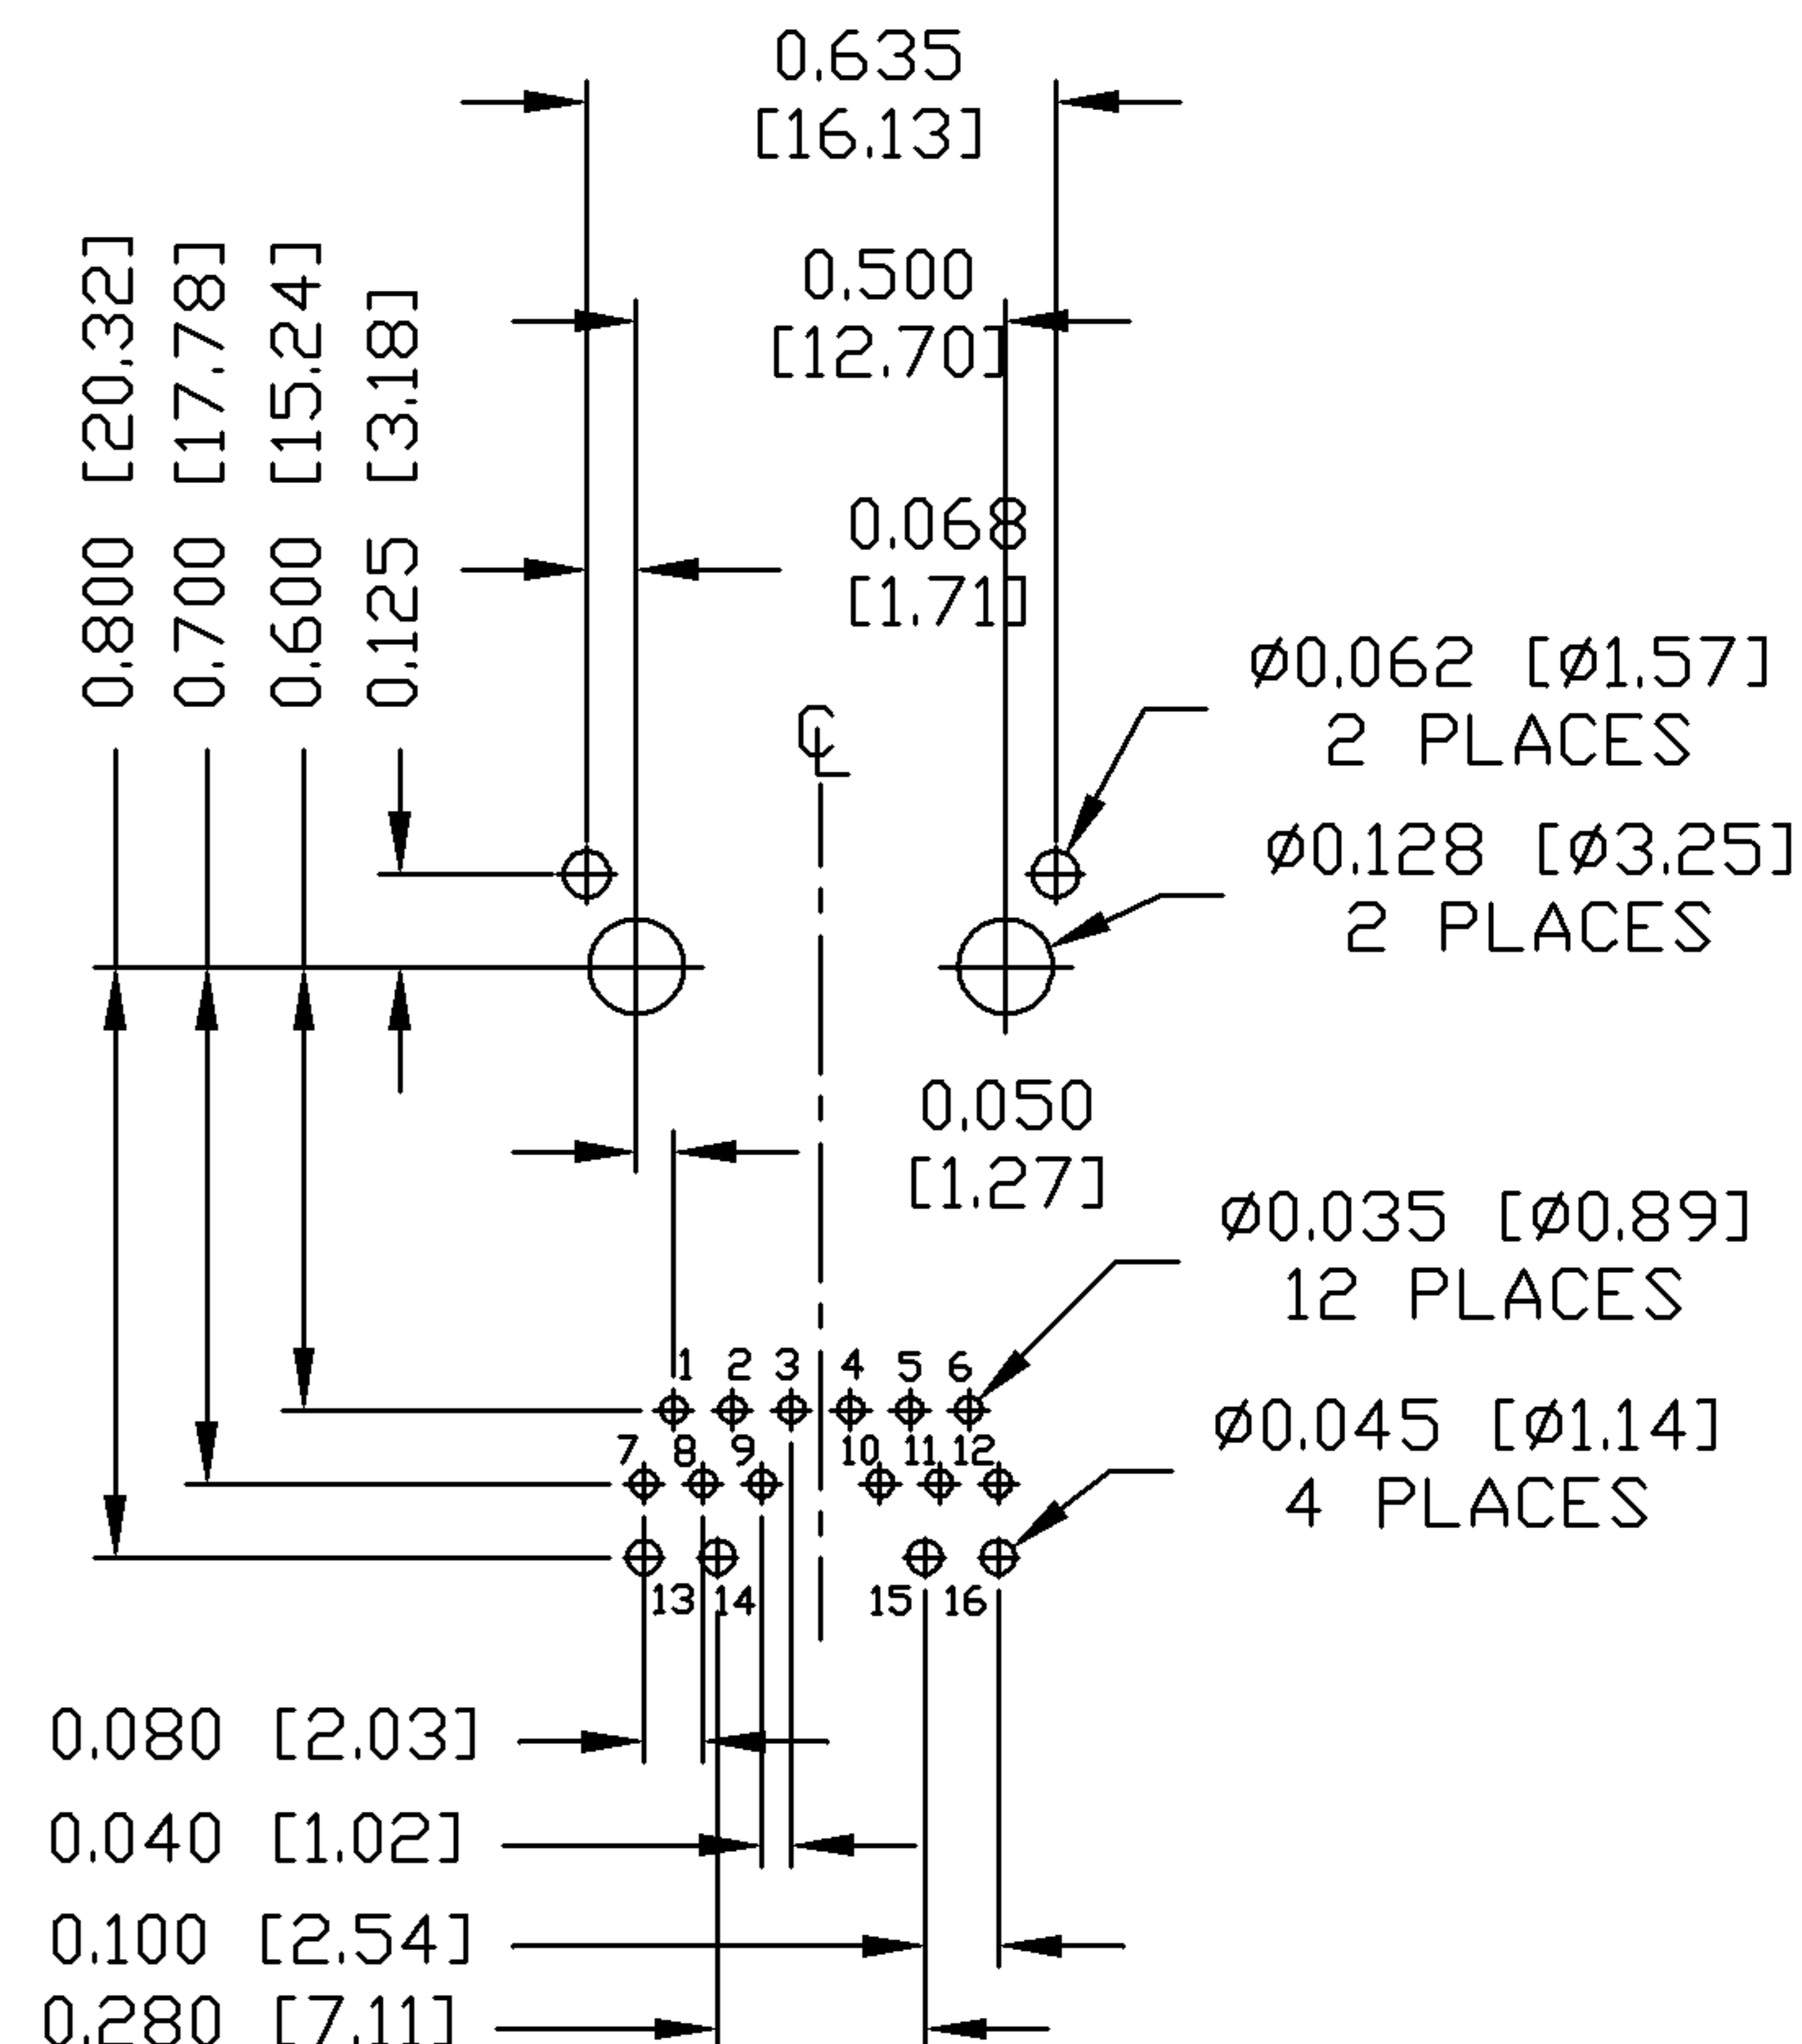 0.635
[16.13]
0.500
[12.70]
0.800 [20.32]
0.700 [17.78]
0.600 [15.24]
0.125 [3.18]
0.068
[1.71]
Ø0.062 [Ø1.57]
2 PLACES
℄
Ø0.128 [Ø3.25]
2 PLACES
0.050
[1.27]
Ø0.035 [Ø0.89]
12 PLACES
1 2 3 4 5 6
Ø0.045 [Ø1.14]
4 PLACES
7 8 9 10 11 12
13 14 15 16
0.080 [2.03]
0.040 [1.02]
0.100 [2.54]
0.280 [7.11]